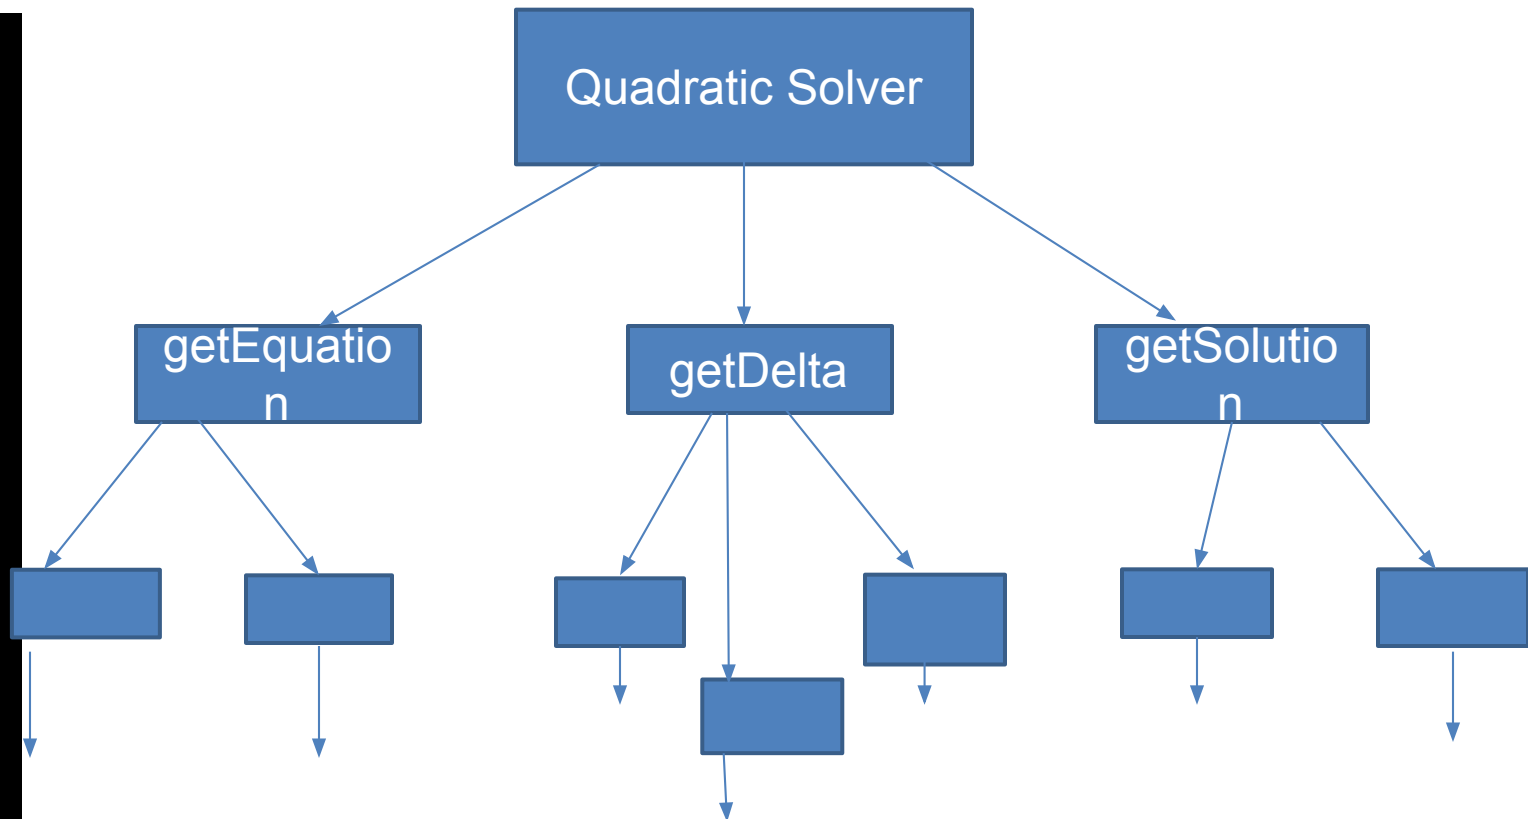 Quadratic Solver
getEquatio
n
getDelta
getSolutio
n